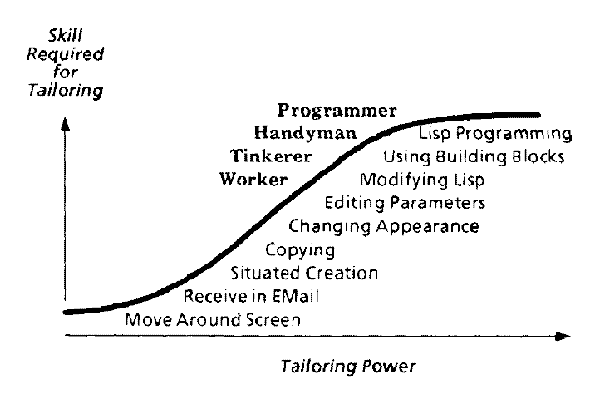 Skill
Required
for
Tailoring
Programmer
Handyman
Lisp Programming
Tinkerer
Using Building Blocks
Worker
Modifying Lisp
Editing Parameters
Changing Appearance
Copying
Situated Creation
Receive in EMail
Move Around Screen
Tailoring Power